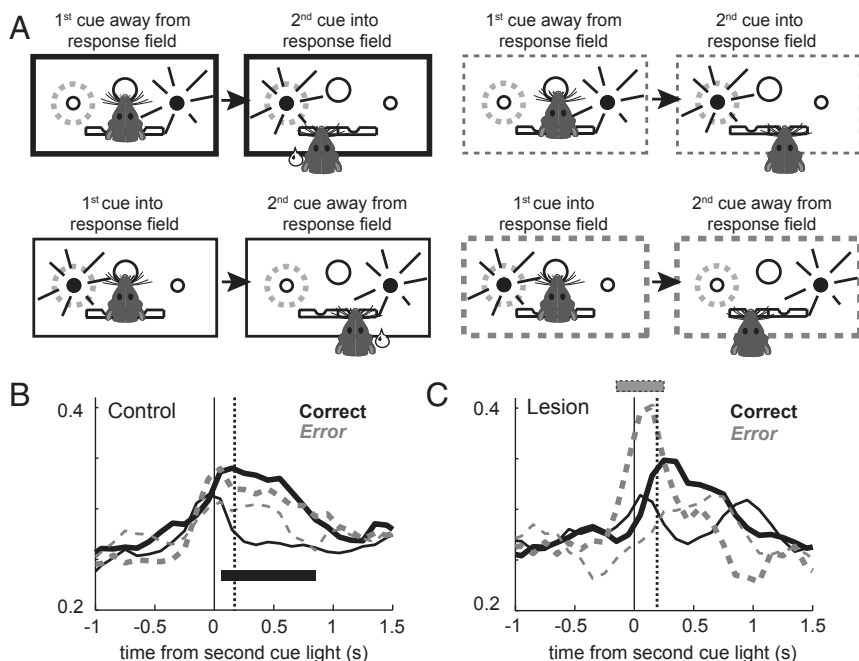 A
1st cue away from
response field
2nd cue into
response field
1st cue away from
response field
2nd cue into
response field
1st cue into
response field
2nd cue away from
response field
1st cue into
response field
2nd cue away from
response field
B
0.4
Control
Correct
Error
0.2
-1
-0.5
0
0.5
1
1.5
time from second cue light (s)
C
0.4
Lesion
Correct
Error
0.2
-1
-0.5
0
0.5
1
1.5
time from second cue light (s)